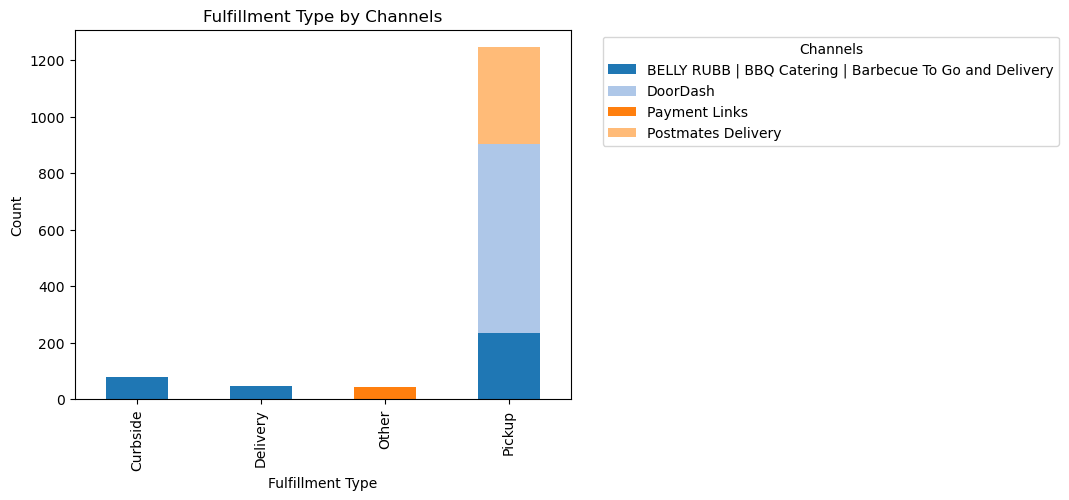 Fulfillment Type by Channels
Count
1200
1000
800
600
400
200
0
Curbside
Delivery
Other
Pickup
Fulfillment Type
Channels
BELLY RUBB | BBQ Catering | Barbecue To Go and Delivery
DoorDash
Payment Links
Postmates Delivery